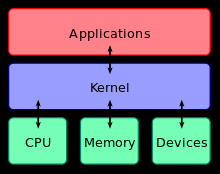 Applications
Kernel
CPU Memory Devices